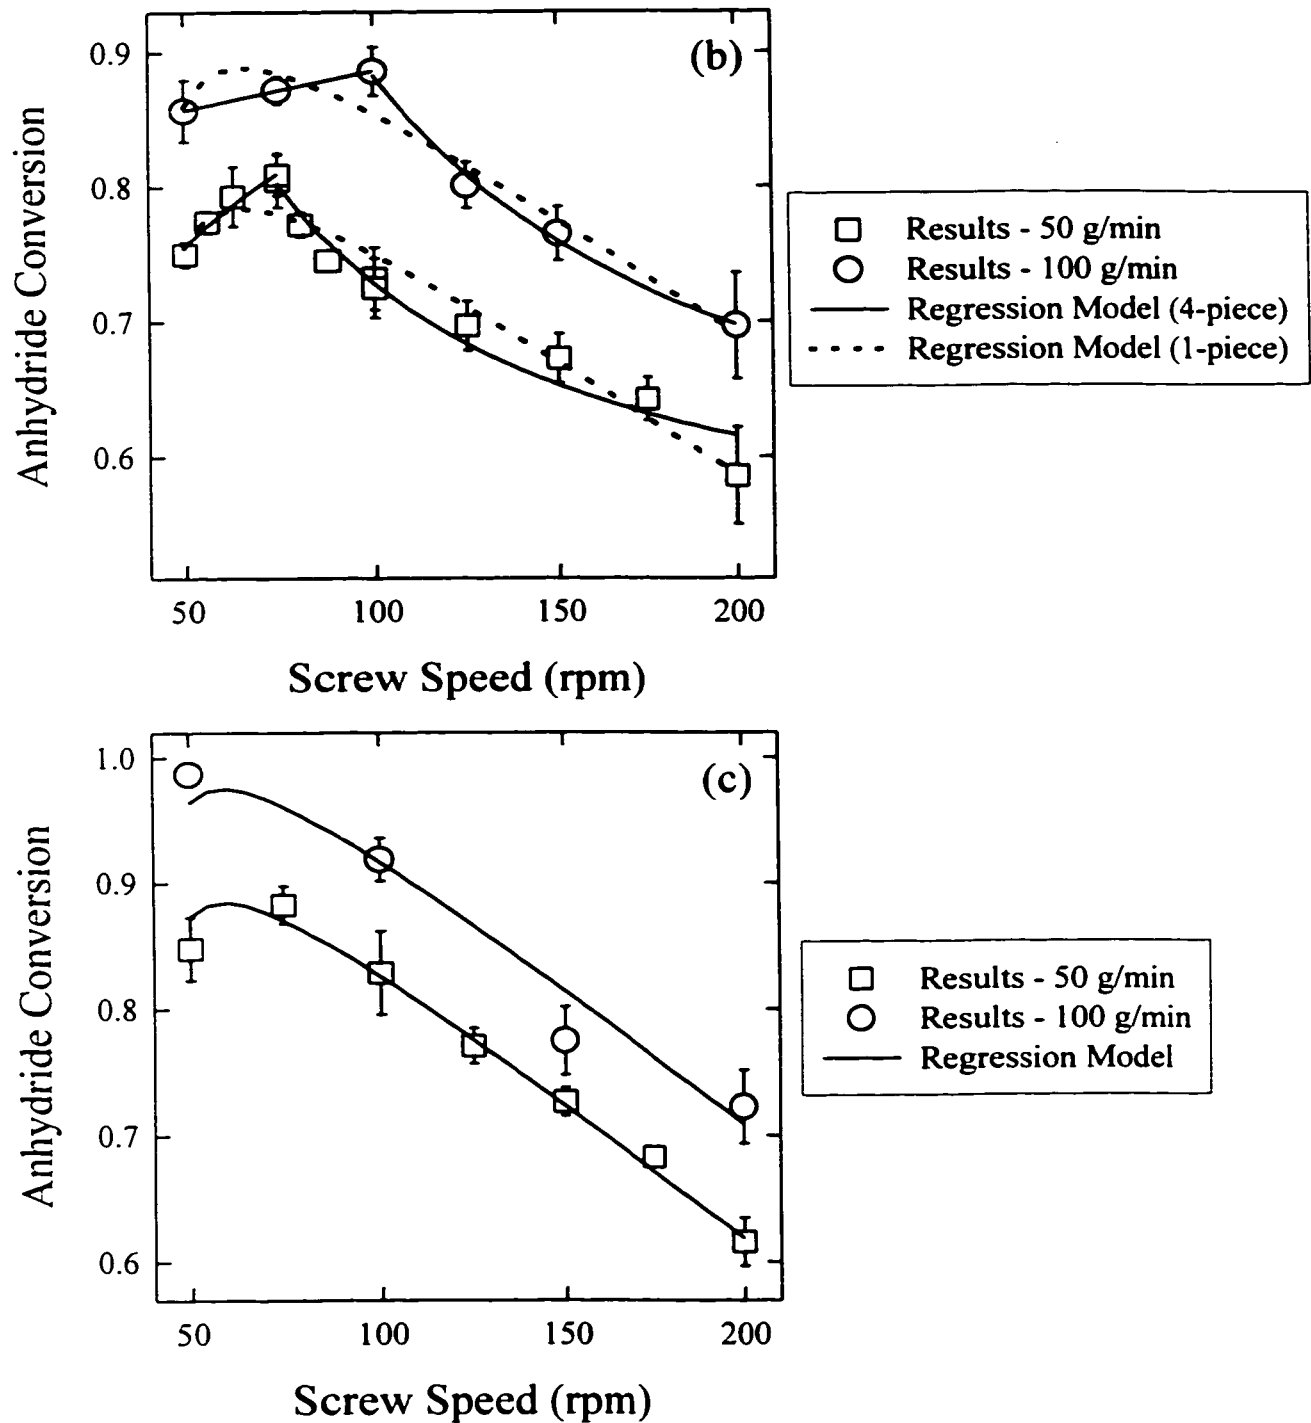 (b)
0.9
0.8
0.7
0.6
Anhydride Conversion
50 100 150 200
Screw Speed (rpm)
Results - 50 g/min
Results - 100 g/min
Regression Model (4-piece)
Regression Model (1-piece)
(c)
1.0
0.9
0.8
0.7
0.6
Anhydride Conversion
50 100 150 200
Screw Speed (rpm)
Results - 50 g/min
Results - 100 g/min
Regression Model